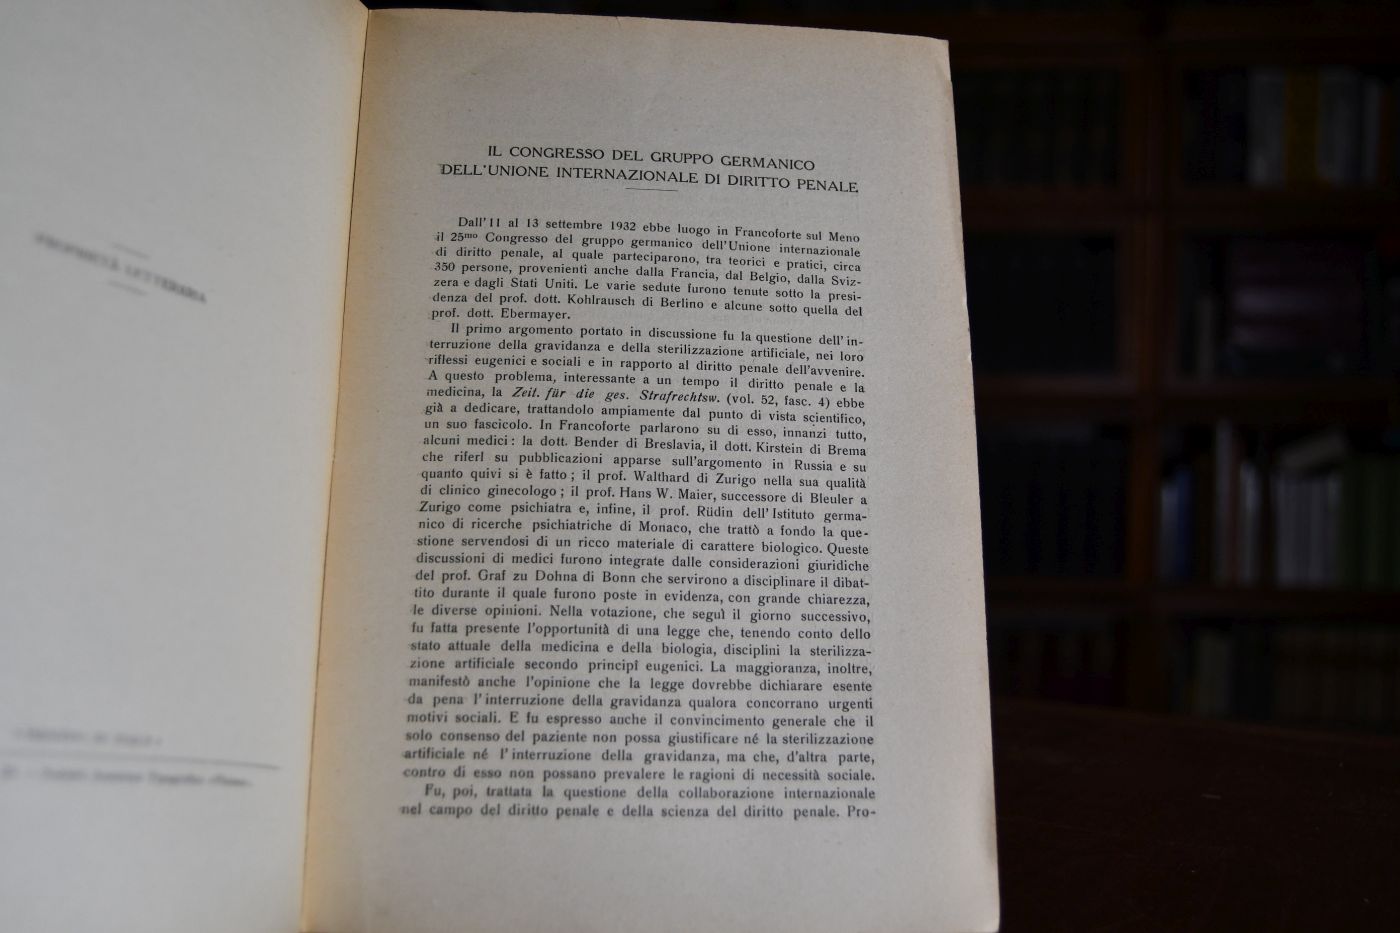 PROPRIETÀ LETTERARIA
IL CONGRESSO DEL GRUPPO GERMANICO
DELL'UNIONE INTERNAZIONALE DI DIRITTO PENALE
Dall'11 al 13 settembre 1932 ebbe luogo in Francoforte sul Meno
il 25mo Congresso del gruppo germanico dell'Unione internazionale
di diritto penale, al quale parteciparono, tra teorici e pratici, circa
350 persone, provenienti anche dalla Francia, dal Belgio, dalla Sviz-
zera e dagli Stati Uniti. Le varie sedute furono tenute sotto la presi-
denza del prof. dott. Kohlrausch di Berlino e alcune sotto quella del
prof. dott. Ebermayer.
Il primo argomento portato in discussione fu la questione dell'in-
terruzione della gravidanza e della sterilizzazione artificiale, nei loro
riflessi eugenici e sociali e in rapporto al diritto penale dell'avvenire.
A questo problema, interessante a un tempo il diritto penale e la
medicina, la Zeit. für die ges. Strafrechtsw. (vol. 52, fasc. 4) ebbe
già a dedicare, trattandolo ampiamente dal punto di vista scientifico,
un suo fascicolo. In Francoforte parlarono su di esso, innanzi tutto,
alcuni medici: la dott. Bender di Breslavia, il dott. Kirstein di Brema
che riferì su pubblicazioni apparse sull'argomento in Russia e su
quanto quivi si è fatto; il prof. Walthard di Zurigo nella sua qualità
di clinico ginecologo; il prof. Hans W. Maier, successore di Bleuler a
Zurigo come psichiatra e, infine, il prof. Rüdin dell'Istituto germa-
nico di ricerche psichiatriche di Monaco, che trattò a fondo la que-
stione servendosi di un ricco materiale di carattere biologico. Queste
discussioni di medici furono integrate dalle considerazioni giuridiche
del prof. Graf zu Dohna di Bonn che servirono a disciplinare il dibat-
tito durante il quale furono poste in evidenza, con grande chiarezza,
le diverse opinioni. Nella votazione, che seguì il giorno successivo,
fu fatta presente l'opportunità di una legge che, tenendo conto dello
stato attuale della medicina e della biologia, disciplini la sterilizza-
zione artificiale secondo principî eugenici. La maggioranza, inoltre,
manifestò anche l'opinione che la legge dovrebbe dichiarare esente
da pena l'interruzione della gravidanza qualora concorrano urgenti
motivi sociali. E fu espresso anche il convincimento generale che il
solo consenso del paziente non possa giustificare né la sterilizzazione
artificiale né l'interruzione della gravidanza, ma che, d'altra parte,
contro di esso non possano prevalere le ragioni di necessità sociale.
Fu, poi, trattata la questione della collaborazione internazionale
nel campo del diritto penale e della scienza del diritto penale. Pro-